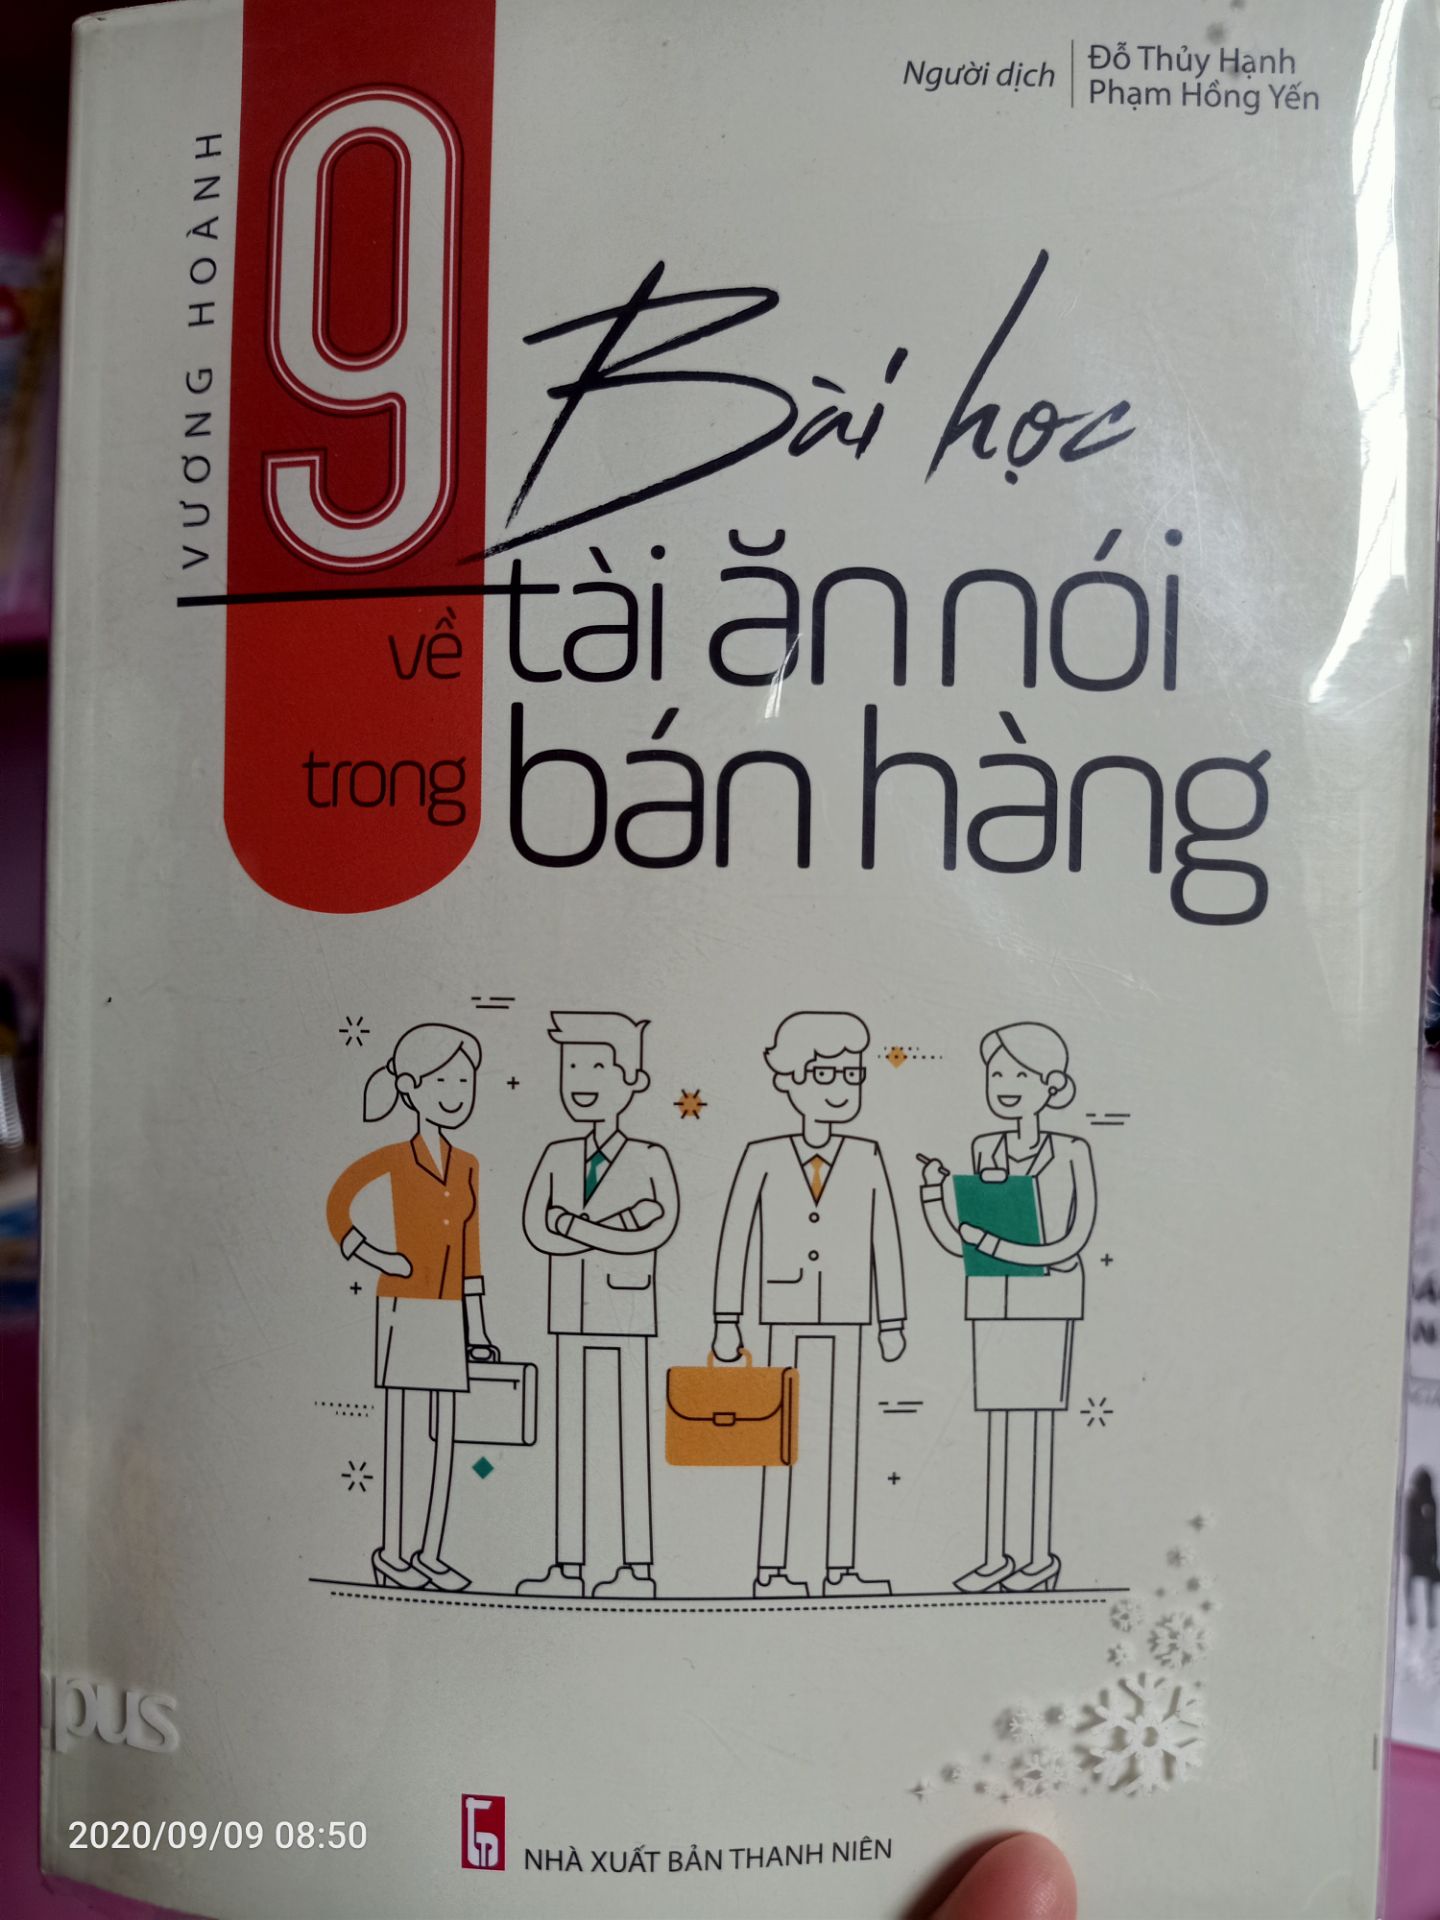 Người dịch
Đỗ Thủy Hạnh
Phạm Hồng Yến
VƯƠNG HOÀNH
9
Bài học
về tài ăn nói
trong bán hàng
pus
2020/09/09 08:50
NHÀ XUẤT BẢN THANH NIÊN